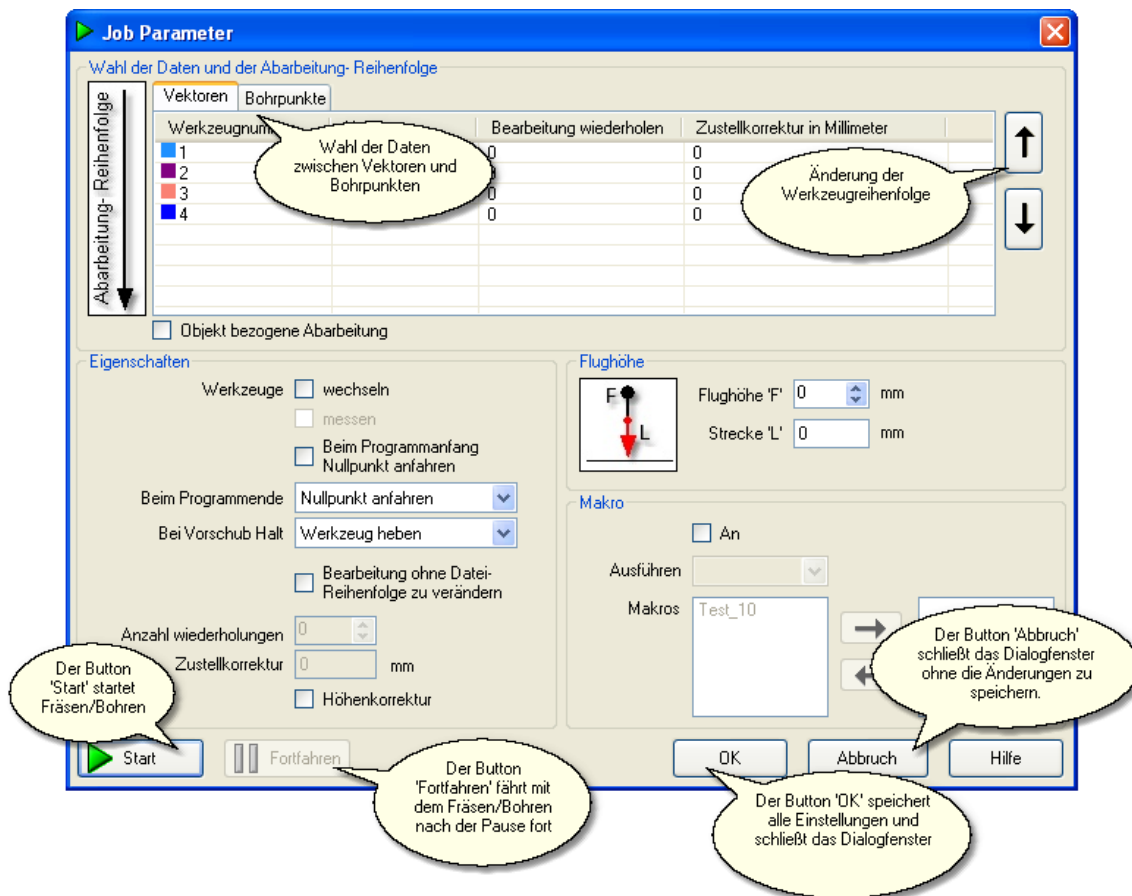 Job Parameter
Wahl der Daten und der Abarbeitung- Reihenfolge
Abarbeitung- Reihenfolge
Vektoren Bohrpunkte
Bearbeitung wiederholen Zustellkorrektur in Millimeter
1 0 0
2 0
3 0 0
4 0 0
Wahl der Daten
zwischen Vektoren und
Bohrpunkten
Änderung der
Werkzeugreihenfolge
Objekt bezogene Abarbeitung
Eigenschaften
Werkzeuge wechseln
messen
Beim Programmanfang
Nullpunkt anfahren
Beim Programmende Nullpunkt anfahren
Bei Vorschub Halt Werkzeug heben
Bearbeitung ohne Datei-
Reihenfolge zu verändern
Anzahl wiederholungen 0
Zustellkorrektur 0 mm
Höhenkorrektur
Flughöhe
F
L
Flughöhe 'F' 0 mm
Strecke 'L' 0 mm
Makro
An
Ausführen
Makros Test_10
Der Button
'Start' startet
Fräsen/Bohren
Der Button 'Abbruch'
schließt das Dialogfenster
ohne die Änderungen zu
speichern.
Start Fortfahren OK Abbruch Hilfe
Der Button
'Fortfahren' fährt mit
dem Fräsen/Bohren
nach der Pause fort
Der Button 'OK' speichert
alle Einstellungen und
schließt das Dialogfenster